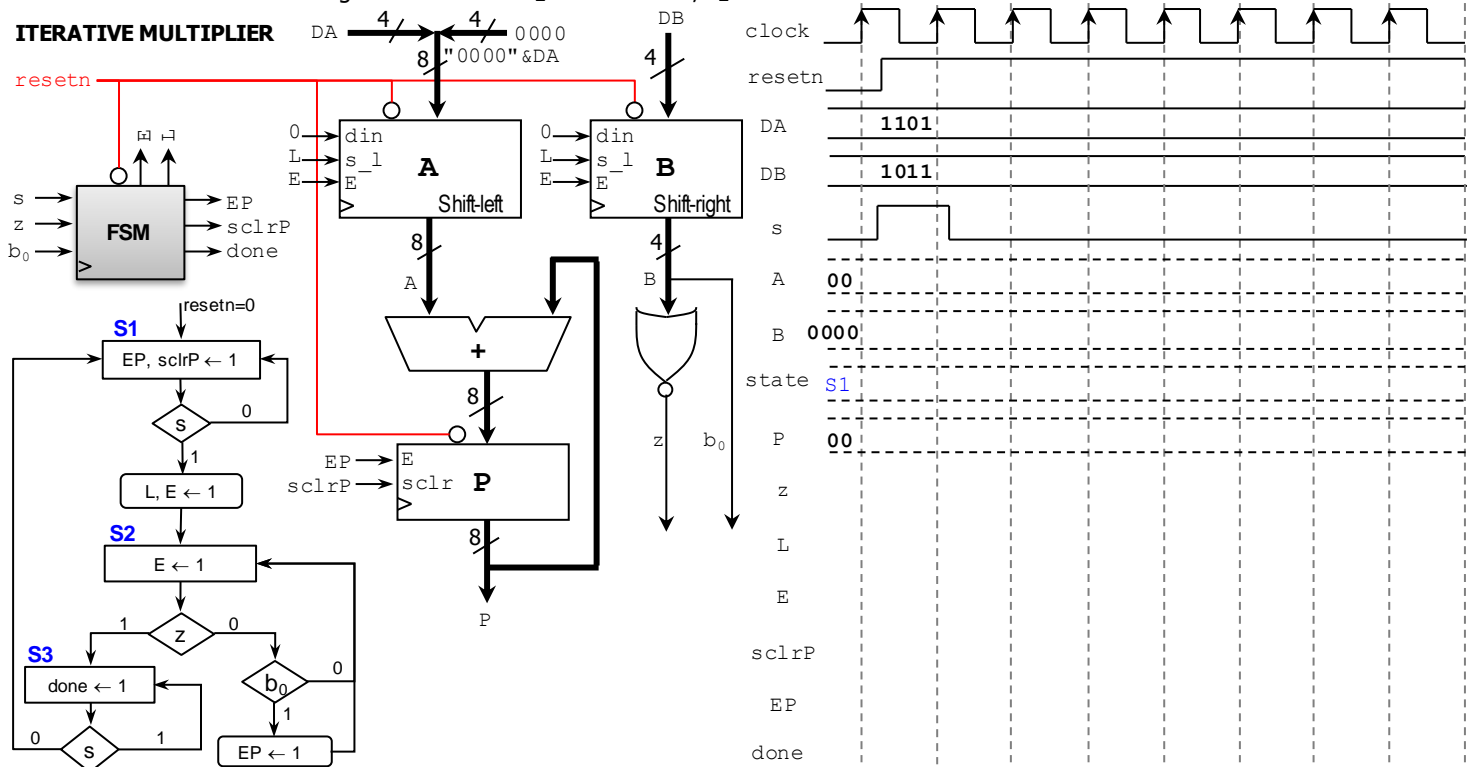 ITERATIVE MULTIPLIER
DA
4
4
0000
8
"0000"&DA
DB
4
resetn
0
din
L
s_l
E
E
A
Shift-left
0
din
L
s_l
E
E
B
Shift-right
E
L
s
z
b0
FSM
EP
sclrP
done
8
A
4
B
+
8
z
b0
EP
E
sclrP
sclr
P
8
P
resetn=0
S1
EP, sclrP ← 1
s
0
1
L, E ← 1
S2
E ← 1
1
z
0
S3
done ← 1
b0
0
1
0
s
1
EP ← 1
clock
resetn
DA
1101
DB
1011
s
A
00
B
0000
state
S1
P
00
z
L
E
sclrP
EP
done